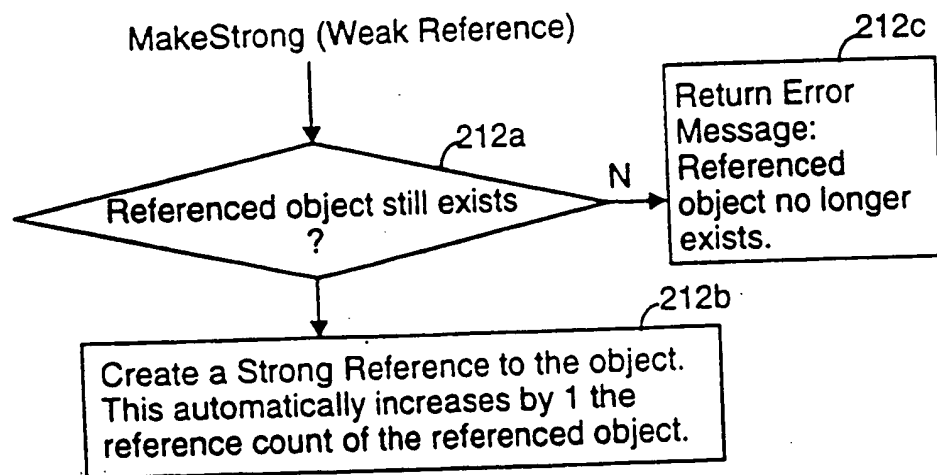 MakeStrong (Weak Reference)
212c
Return Error
Message:
Referenced
object no longer
exists.
212a
N
Referenced object still exists
?
212b
Create a Strong Reference to the object.
This automatically increases by 1 the
reference count of the referenced object.